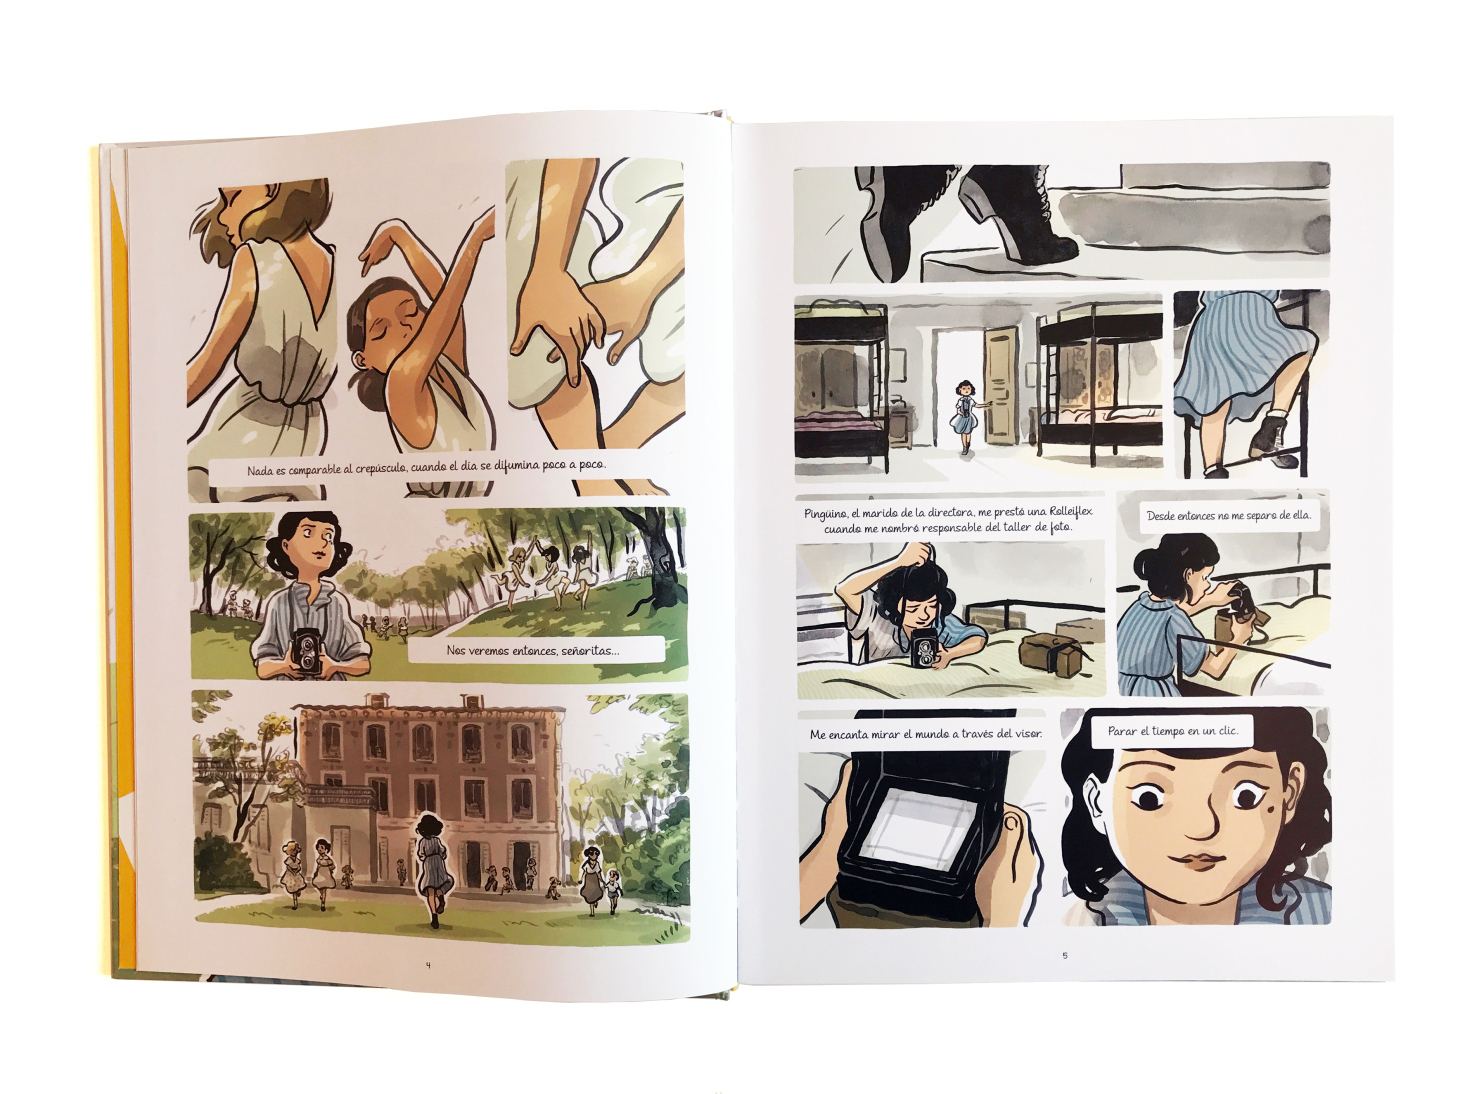 Nada es comparable al crepúsculo, cuando el día se difumina poco a poco.
Nos veremos entonces, señoritas...
4
Pingüino, el marido de la directora, me prestó una Rolleiflex
cuando me nombró responsable del taller de foto.
Desde entonces no me separo de ella.
Me encanta mirar el mundo a través del visor.
Parar el tiempo en un clic.
5